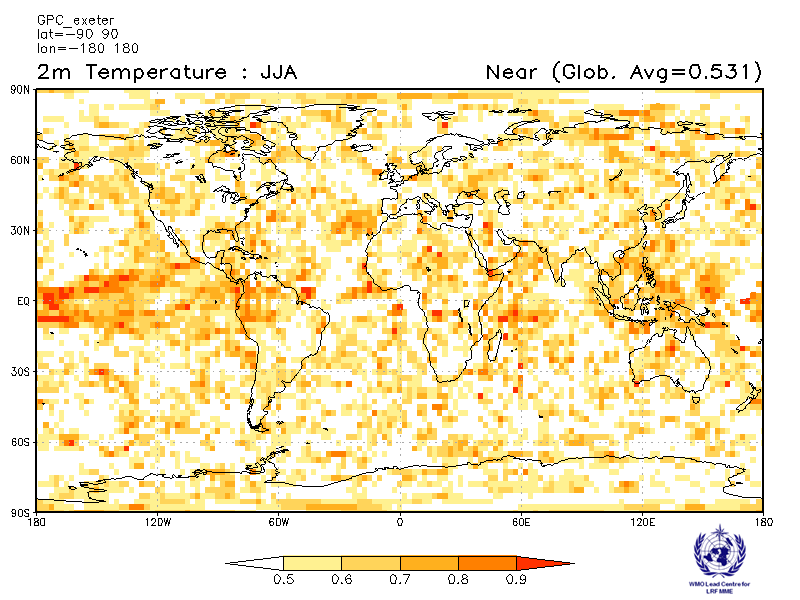 GPC_exeter
lat=-90 90
lon=-180 180
2m Temperature : JJA
Near (Glob. Avg=0.531)
90N
60N
30N
EQ
30S
60S
90S
180 120W 60W 0 60E 120E 180
0.5 0.6 0.7 0.8 0.9
WMO Lead Centre for
LRF MME